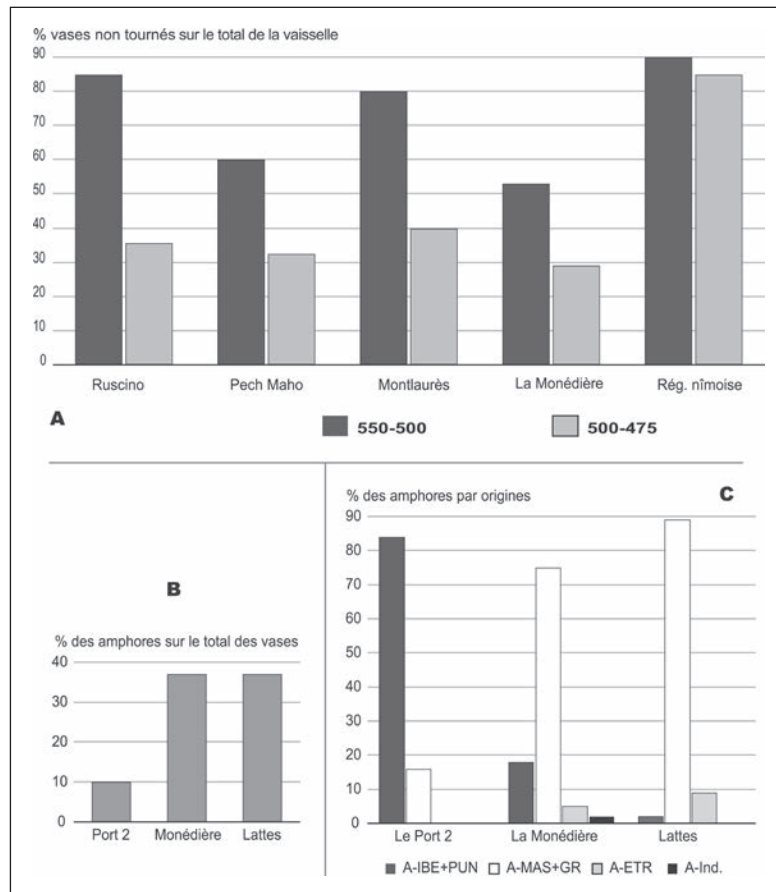 % vases non tournés sur le total de la vaisselle
90
80
70
60
50
40
30
20
10
0
Ruscino Pech Maho Montlaurès La Monédière Rég. nîmoise
A
550-500 500-475
B
% des amphores sur le total des vases
40
30
20
10
0
Port 2 Monédière Lattes
% des amphores par origines C
90
80
70
60
50
40
30
20
10
0
Le Port 2 La Monédière Lattes
A-IBE+PUN A-MAS+GR A-ETR A-Ind.